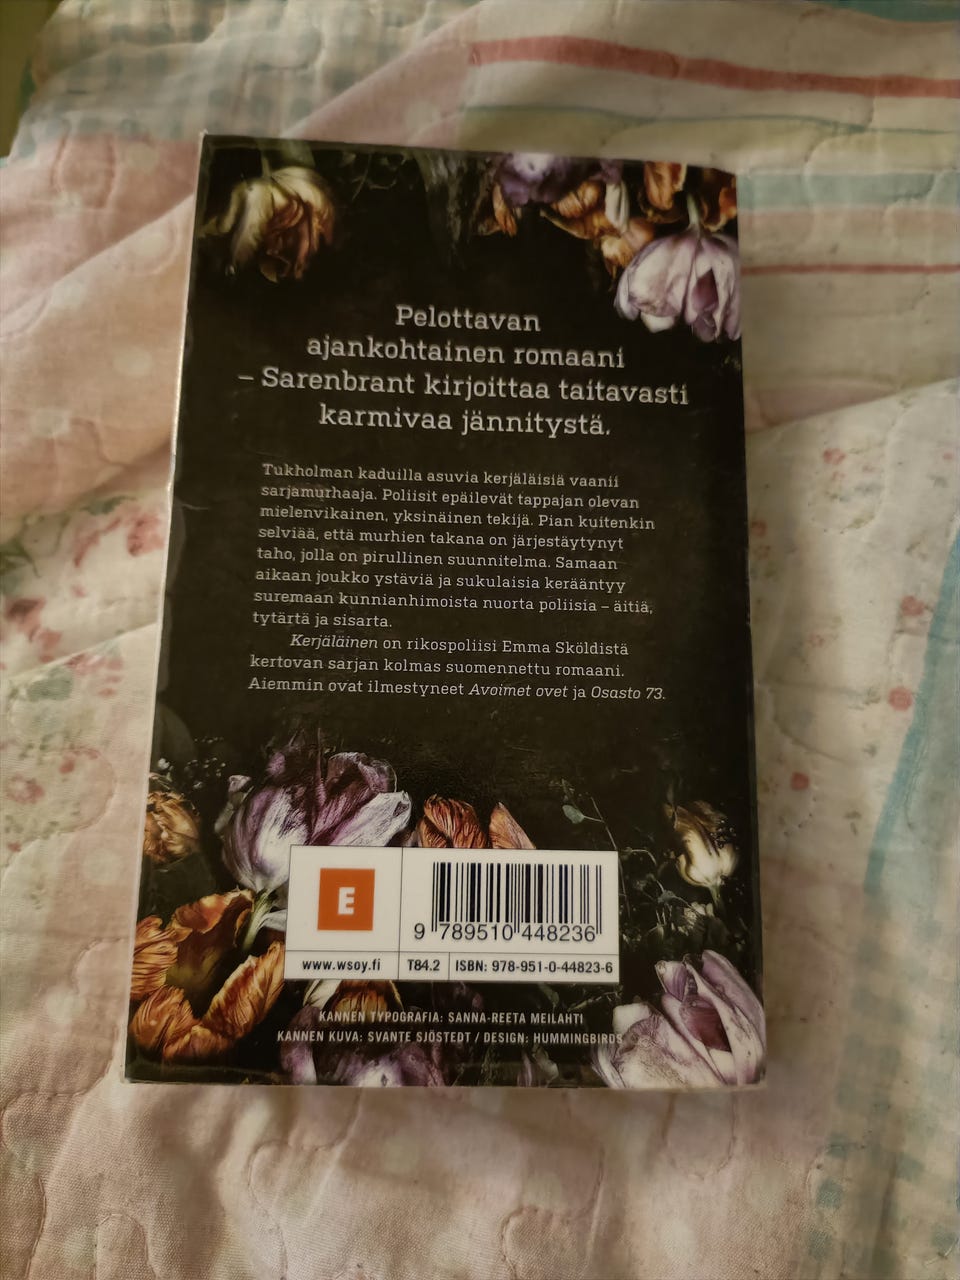 Pelottavan
ajankohtainen romaani
– Sarenbrant kirjoittaa taitavasti
karmivaa jännitystä.
Tukholman kaduilla asuvia kerjäläisiä vaanii
sarjamurhaaja. Poliisit epäilevät tappajan olevan
mielenvikainen, yksinäinen tekijä. Pian kuitenkin
selviää, että murhien takana on järjestäytynyt
taho, jolla on pirullinen suunnitelma. Samaan
aikaan joukko ystäviä ja sukulaisia kerääntyy
suremaan kunnianhimoista nuorta poliisia – äitiä,
tytärtä ja sisarta.
Kerjäläinen on rikospoliisi Emma Sköldistä
kertovan sarjan kolmas suomennettu romaani.
Aiemmin ovat ilmestyneet Avoimet ovet ja Osasto 73.
E
9 789510 448236
www.wsoy.fi
T84.2
ISBN: 978-951-0-44823-6
KANNEN TYPOGRAFIA: SANNA-REETA MEILAHTI
KANNEN KUVA: SVANTE SJÖSTEDT / DESIGN: HUMMINGBIRDS